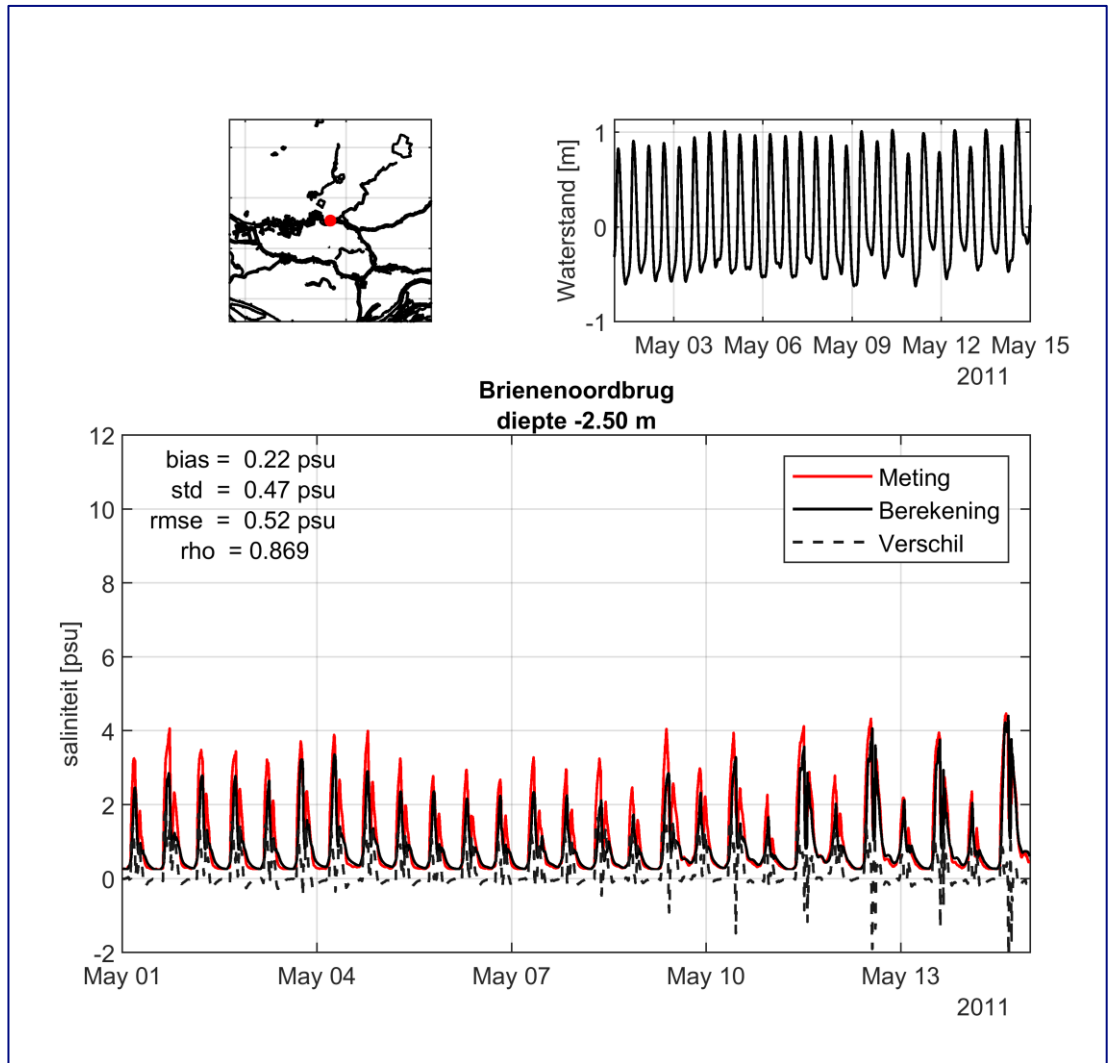 1
0
-1
Waterstand [m]
May 03 May 06 May 09 May 12 May 15
2011
Brienenoordbrug
diepte -2.50 m
12
10
8
6
4
2
0
-2
saliniteit [psu]
bias = 0.22 psu
std = 0.47 psu
rmse = 0.52 psu
rho = 0.869
Meting
Berekening
Verschil
May 01 May 04 May 07 May 10 May 13
2011